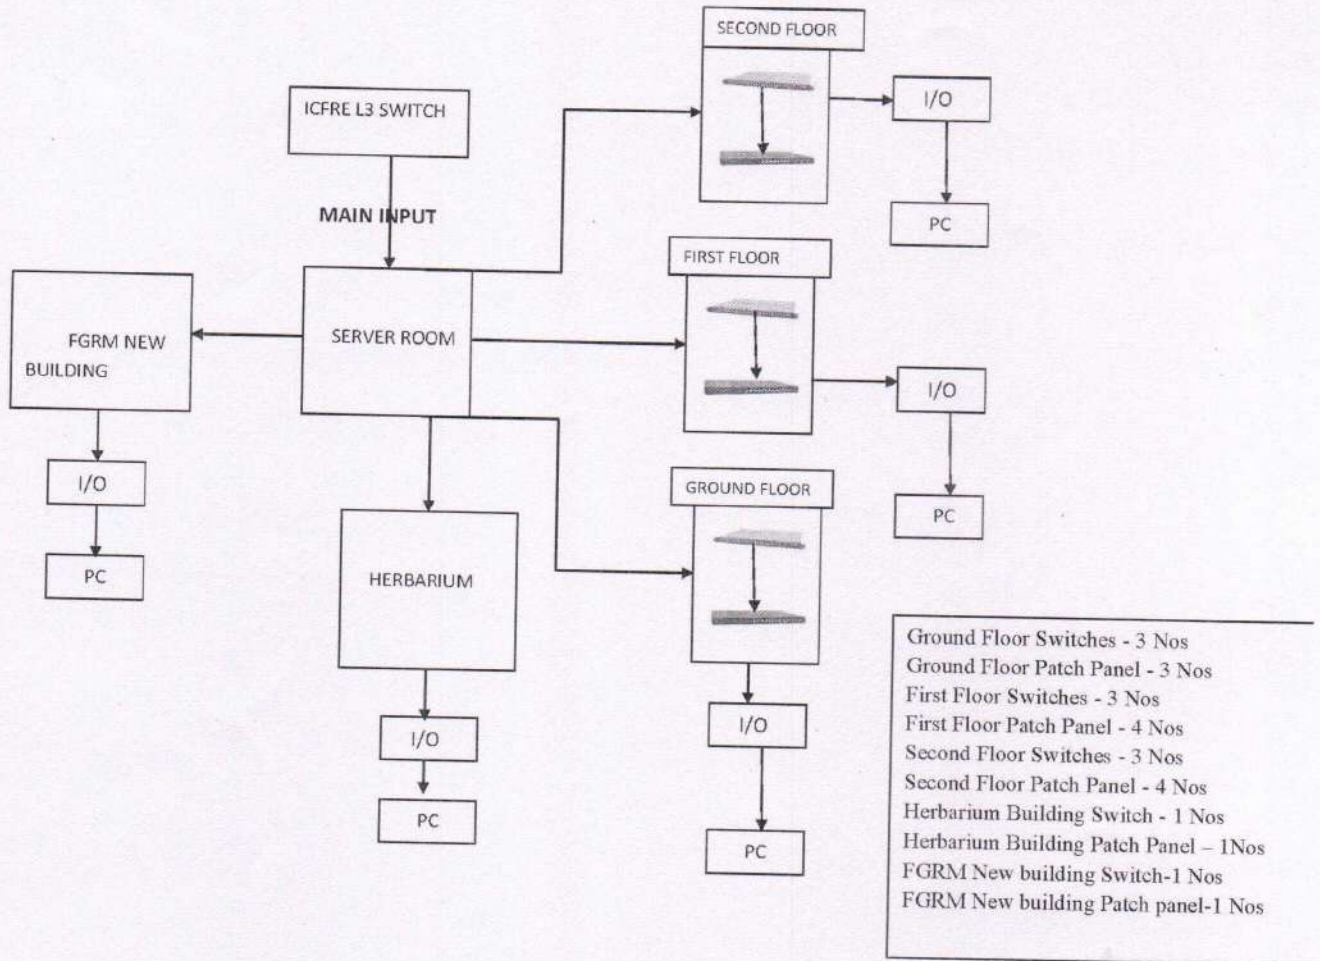 SECOND FLOOR
I/O
PC
ICFRE L3 SWITCH
MAIN INPUT
FIRST FLOOR
I/O
PC
SERVER ROOM
FGRM NEW
BUILDING
I/O
PC
HERBARIUM
I/O
PC
GROUND FLOOR
I/O
PC
Ground Floor Switches - 3 Nos
Ground Floor Patch Panel - 3 Nos
First Floor Switches - 3 Nos
First Floor Patch Panel - 4 Nos
Second Floor Switches - 3 Nos
Second Floor Patch Panel - 4 Nos
Herbarium Building Switch - 1 Nos
Herbarium Building Patch Panel – 1Nos
FGRM New building Switch-1 Nos
FGRM New building Patch panel-1 Nos